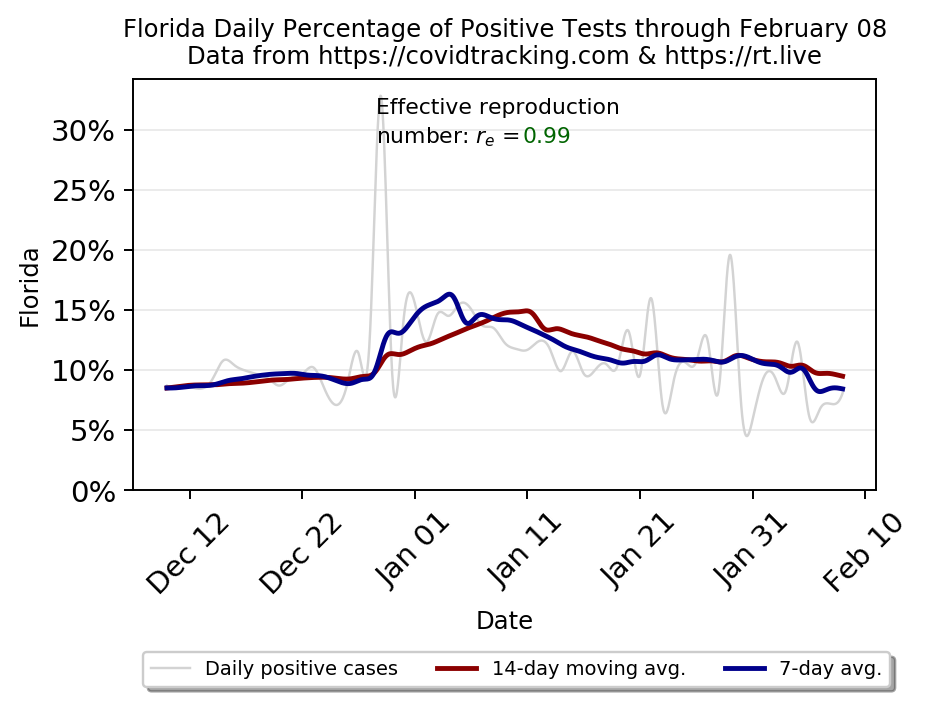 Florida Daily Percentage of Positive Tests through February 08
Data from https://covidtracking.com & https://rt.live
Effective reproduction
number: rₑ =0.99
30%
25%
20%
15%
10%
5%
0%
Florida
Dec 12
Dec 22
Jan 01
Jan 11
Jan 21
Jan 31
Feb 10
Date
Daily positive cases
14-day moving avg.
7-day avg.